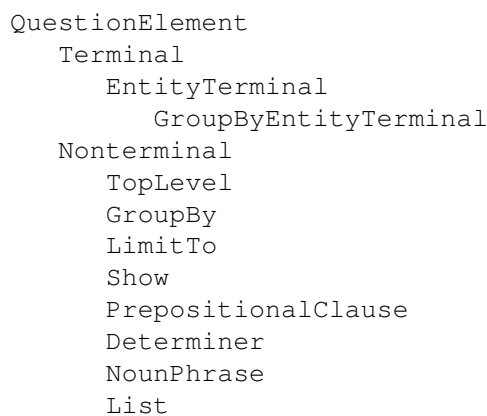 QuestionElement
Terminal
EntityTerminal
GroupByEntityTerminal
Nonterminal
TopLevel
GroupBy
LimitTo
Show
PrepositionalClause
Determiner
NounPhrase
List